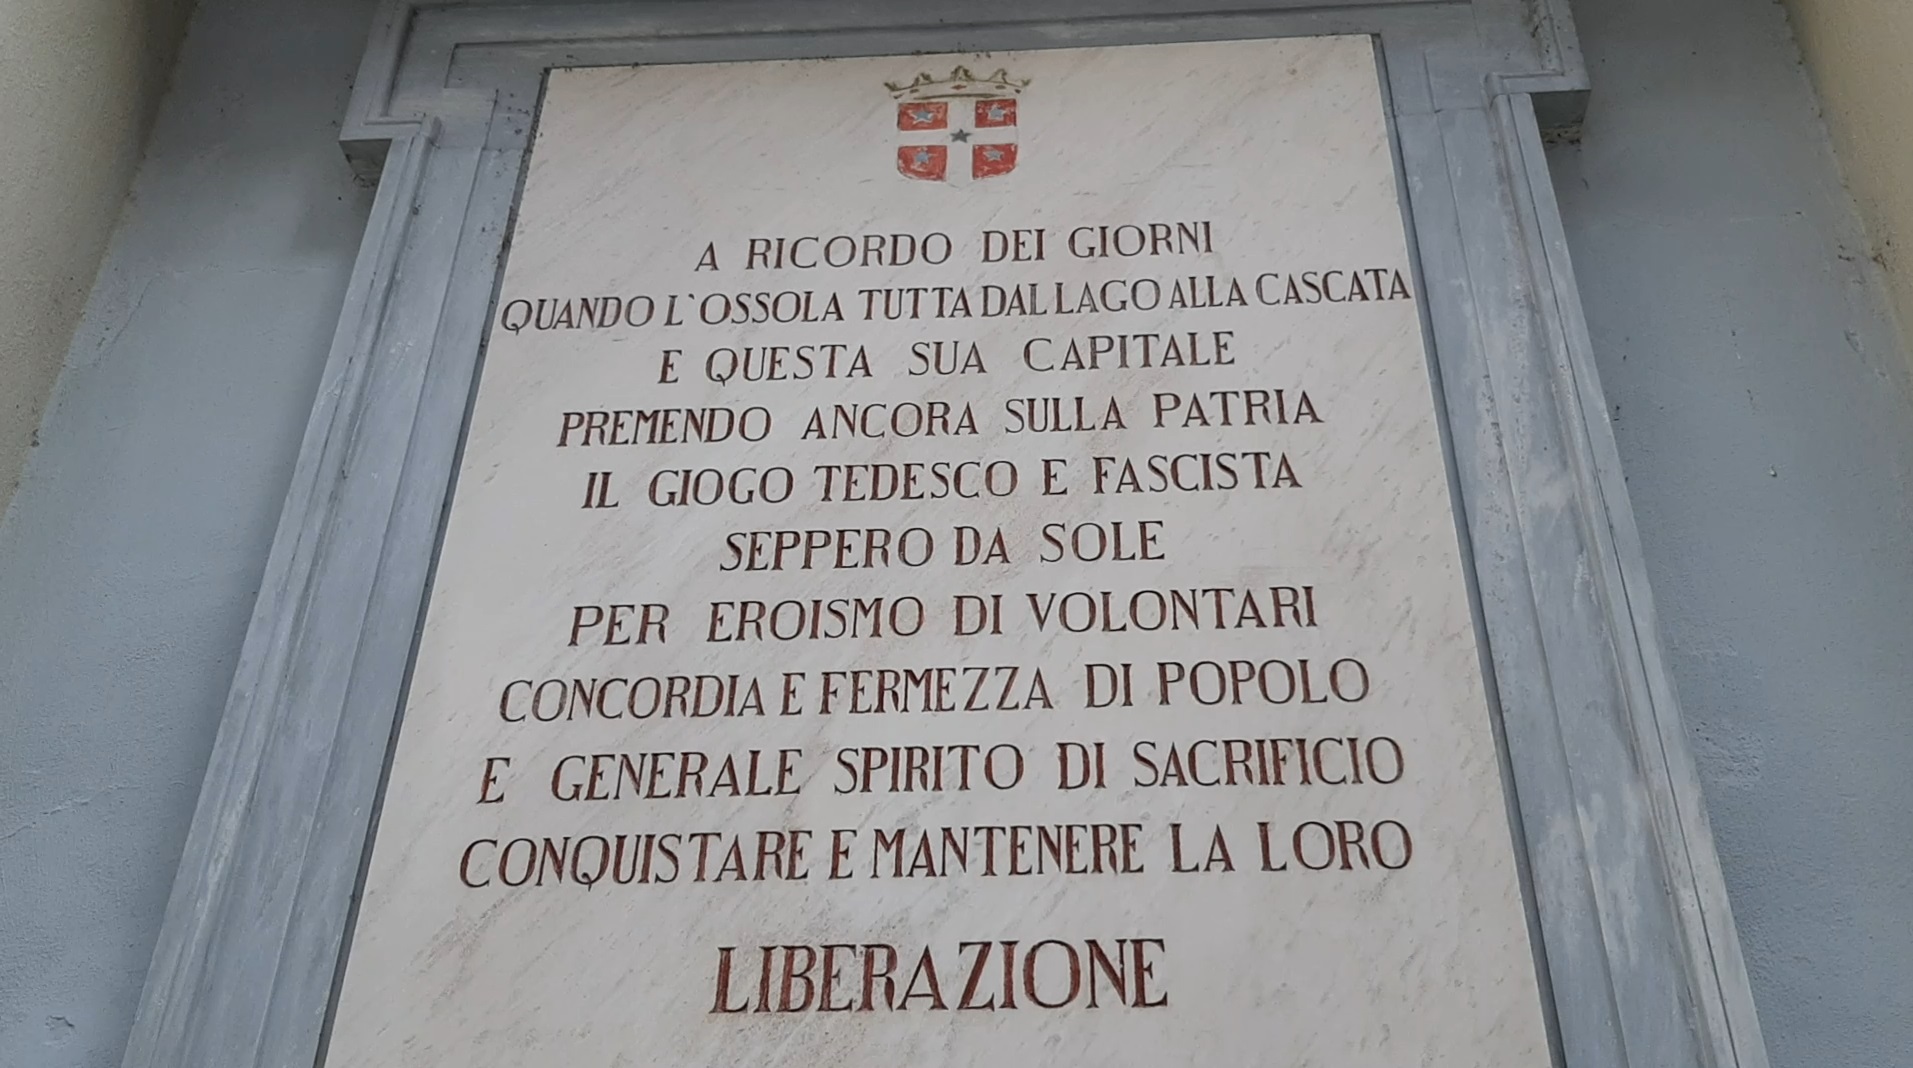 A RICORDO DEI GIORNI
QUANDO L'OSSOLA TUTTA DAL LAGO ALLA CASCATA
E QUESTA SUA CAPITALE
PREMENDO ANCORA SULLA PATRIA
IL GIOGO TEDESCO E FASCISTA
SEPPERO DA SOLE
PER EROISMO DI VOLONTARI
CONCORDIA E FERMEZZA DI POPOLO
E GENERALE SPIRITO DI SACRIFICIO
CONQUISTARE E MANTENERE LA LORO
LIBERAZIONE